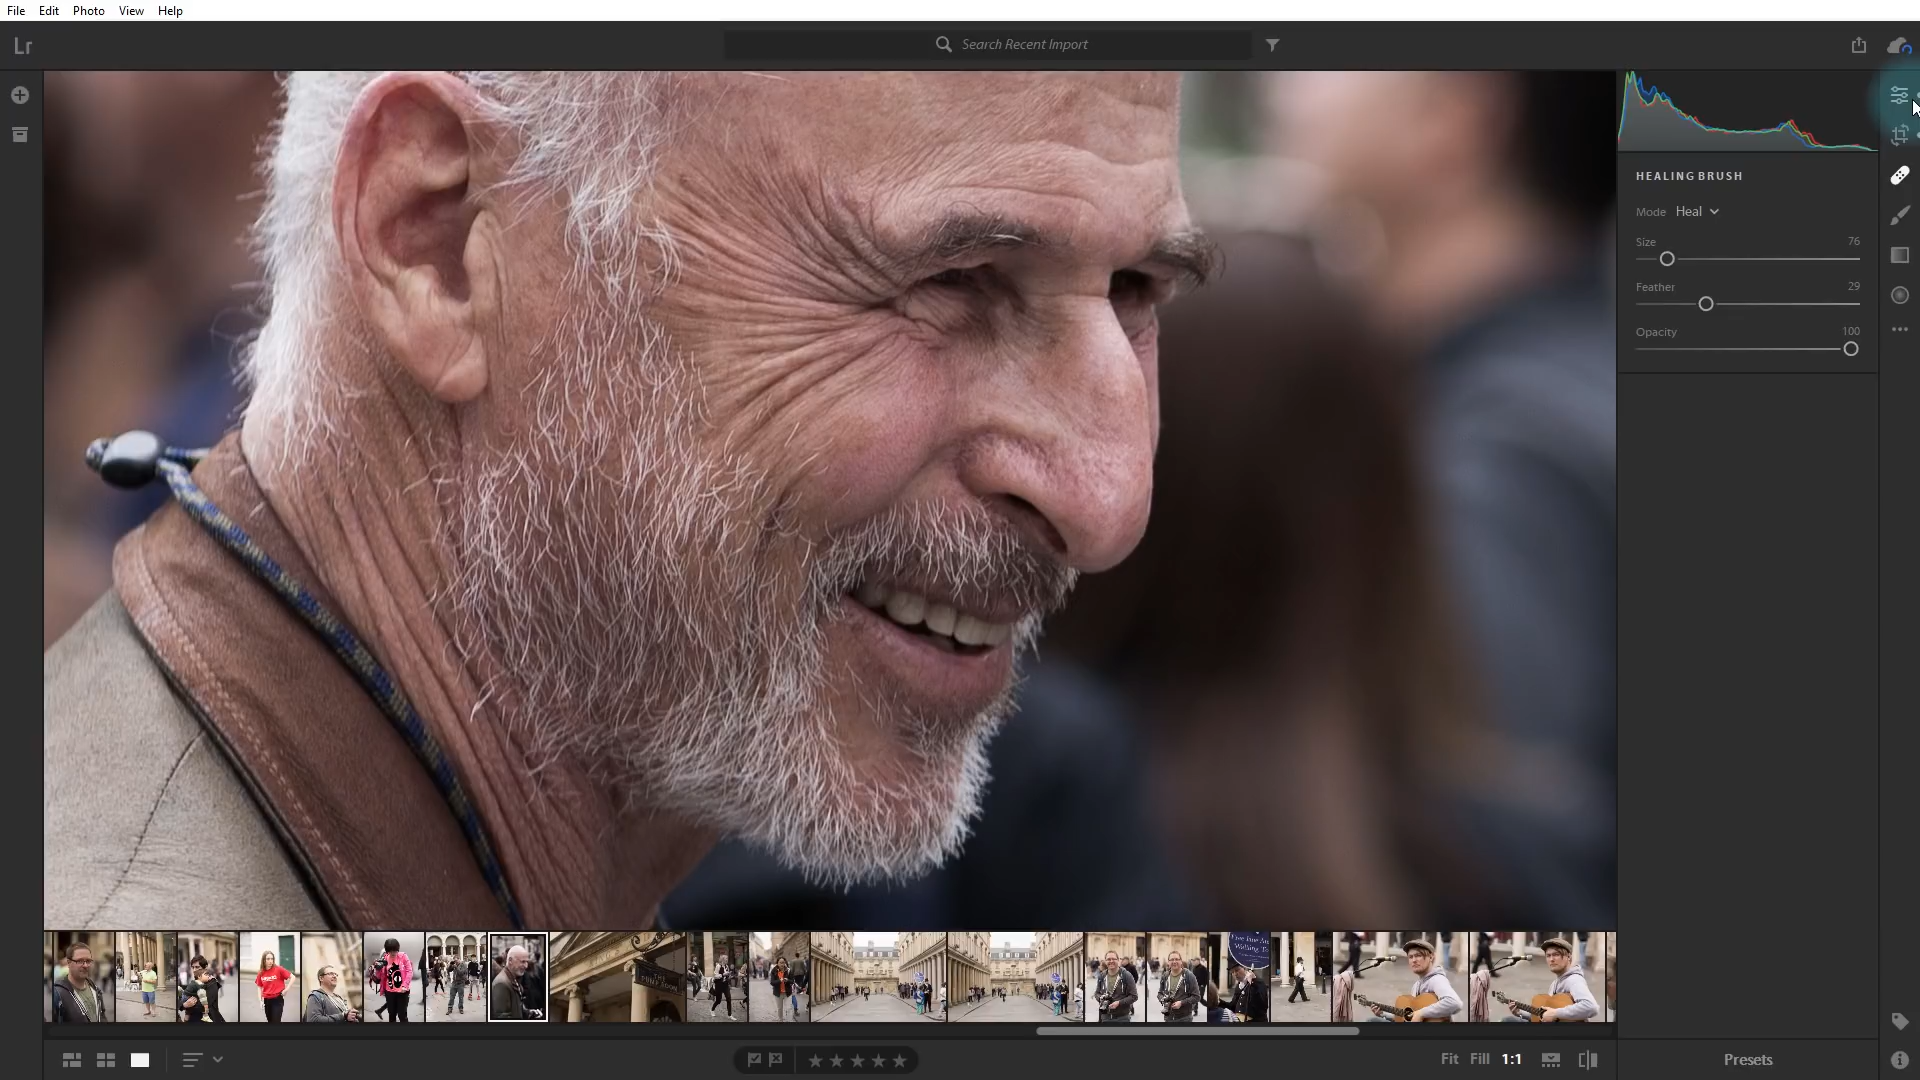 File Edit Photo View Help
Lr
Search Recent Import
HEALING BRUSH
Mode Heal
Size 76
Feather 29
Opacity 100
Fit Fill 1:1
Presets